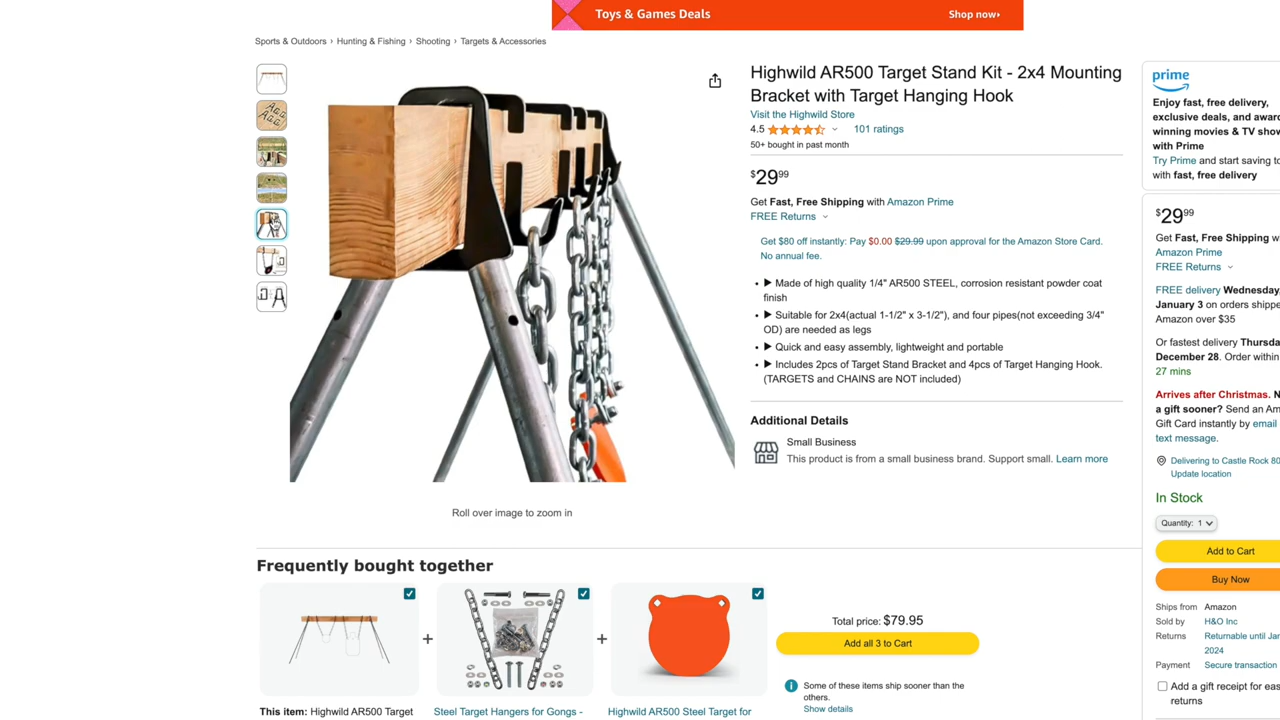 Toys & Games Deals
Shop now›
Sports & Outdoors › Hunting & Fishing › Shooting › Targets & Accessories
Highwild AR500 Target Stand Kit - 2x4 Mounting
Bracket with Target Hanging Hook
Visit the Highwild Store
4.5 101 ratings
50+ bought in past month
$29 99
Get Fast, Free Shipping with Amazon Prime
FREE Returns
Get $80 off instantly: Pay $0.00 $29.99 upon approval for the Amazon Store Card.
No annual fee.
• ▶ Made of high quality 1/4" AR500 STEEL, corrosion resistant powder coat
finish
• ▶ Suitable for 2x4(actual 1-1/2" x 3-1/2"), and four pipes(not exceeding 3/4"
OD) are needed as legs
• ▶ Quick and easy assembly, lightweight and portable
• ▶ Includes 2pcs of Target Stand Bracket and 4pcs of Target Hanging Hook.
(TARGETS and CHAINS are NOT included)
Additional Details
Small Business
This product is from a small business brand. Support small. Learn more
Roll over image to zoom in
prime
Enjoy fast, free delivery,
exclusive deals, and
winning movies & TV
with Prime
Try Prime and start saving
with fast, free delivery
$29 99
Get Fast, Free Shipping
Amazon Prime
FREE Returns
FREE delivery Wednesday,
January 3 on orders
Amazon over $35
Or fastest delivery
December 28. Order within
27 mins
Arrives after Christmas.
a gift sooner? Send an
Gift Card instantly by
text message.
Delivering to Castle Rock
Update location
In Stock
Quantity: 1
Add to Cart
Buy Now
Ships from Amazon
Sold by H&O Inc
Returns Returnable until
2024
Payment Secure transaction
Add a gift receipt for
returns
Frequently bought together
+ +
Total price: $79.95
Add all 3 to Cart
Some of these items ship sooner than the
others.
Show details
This item: Highwild AR500 Target
Steel Target Hangers for Gongs -
Highwild AR500 Steel Target for